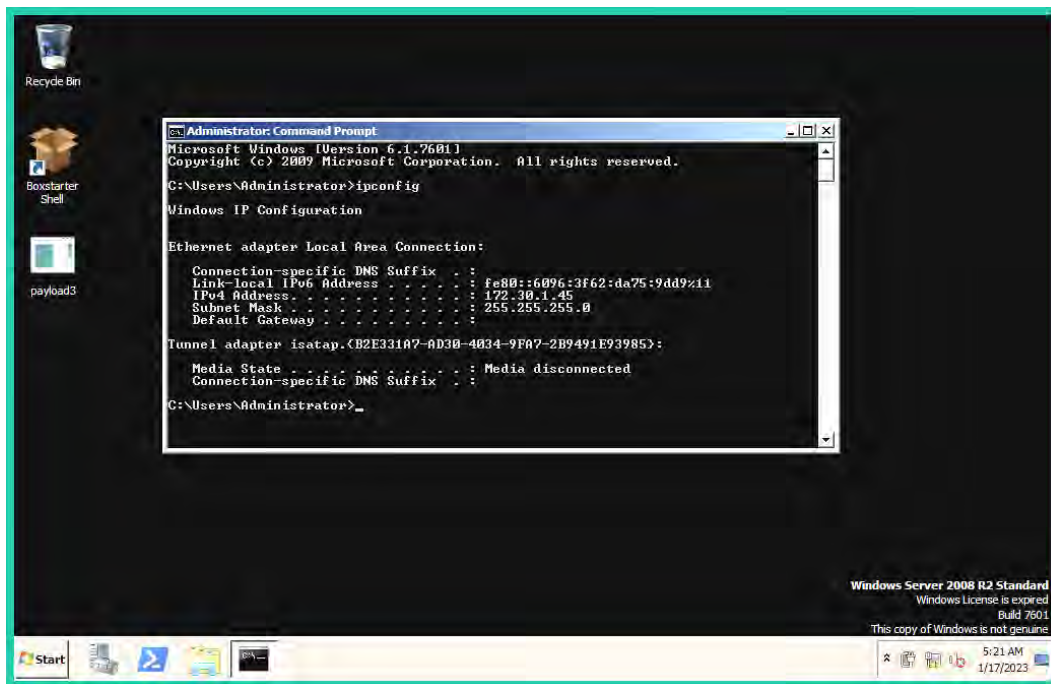 Recycle Bin
Boxstarter
Shell
payload3
Administrator: Command Prompt
Microsoft Windows [Version 6.1.7601]
Copyright (c) 2009 Microsoft Corporation.  All rights reserved.
C:\Users\Administrator>ipconfig
Windows IP Configuration
Ethernet adapter Local Area Connection:
Connection-specific DNS Suffix  . :
Link-local IPv6 Address . . . . . : fe80::6096:3f62:da75:9dd9%11
IPv4 Address. . . . . . . . . . . : 172.30.1.45
Subnet Mask . . . . . . . . . . . : 255.255.255.0
Default Gateway . . . . . . . . . :
Tunnel adapter isatap.{B2E331A7-AD30-4034-9FA7-2B9491E93985}:
Media State . . . . . . . . . . . : Media disconnected
Connection-specific DNS Suffix  . :
C:\Users\Administrator>_
Windows Server 2008 R2 Standard
Windows License is expired
Build 7601
This copy of Windows is not genuine
Start
5:21 AM
1/17/2023